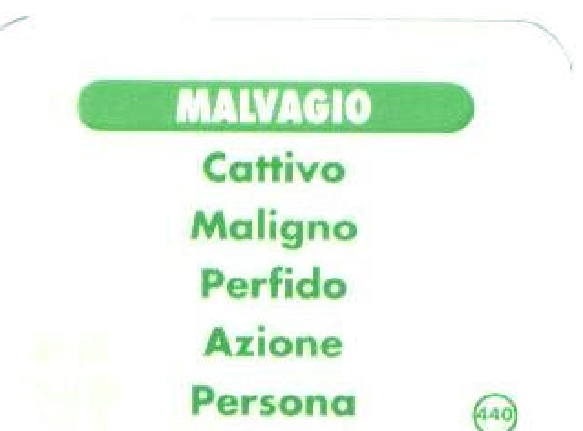 MALVAGIO
Cattivo
Maligno
Perfido
Azione
Persona
440